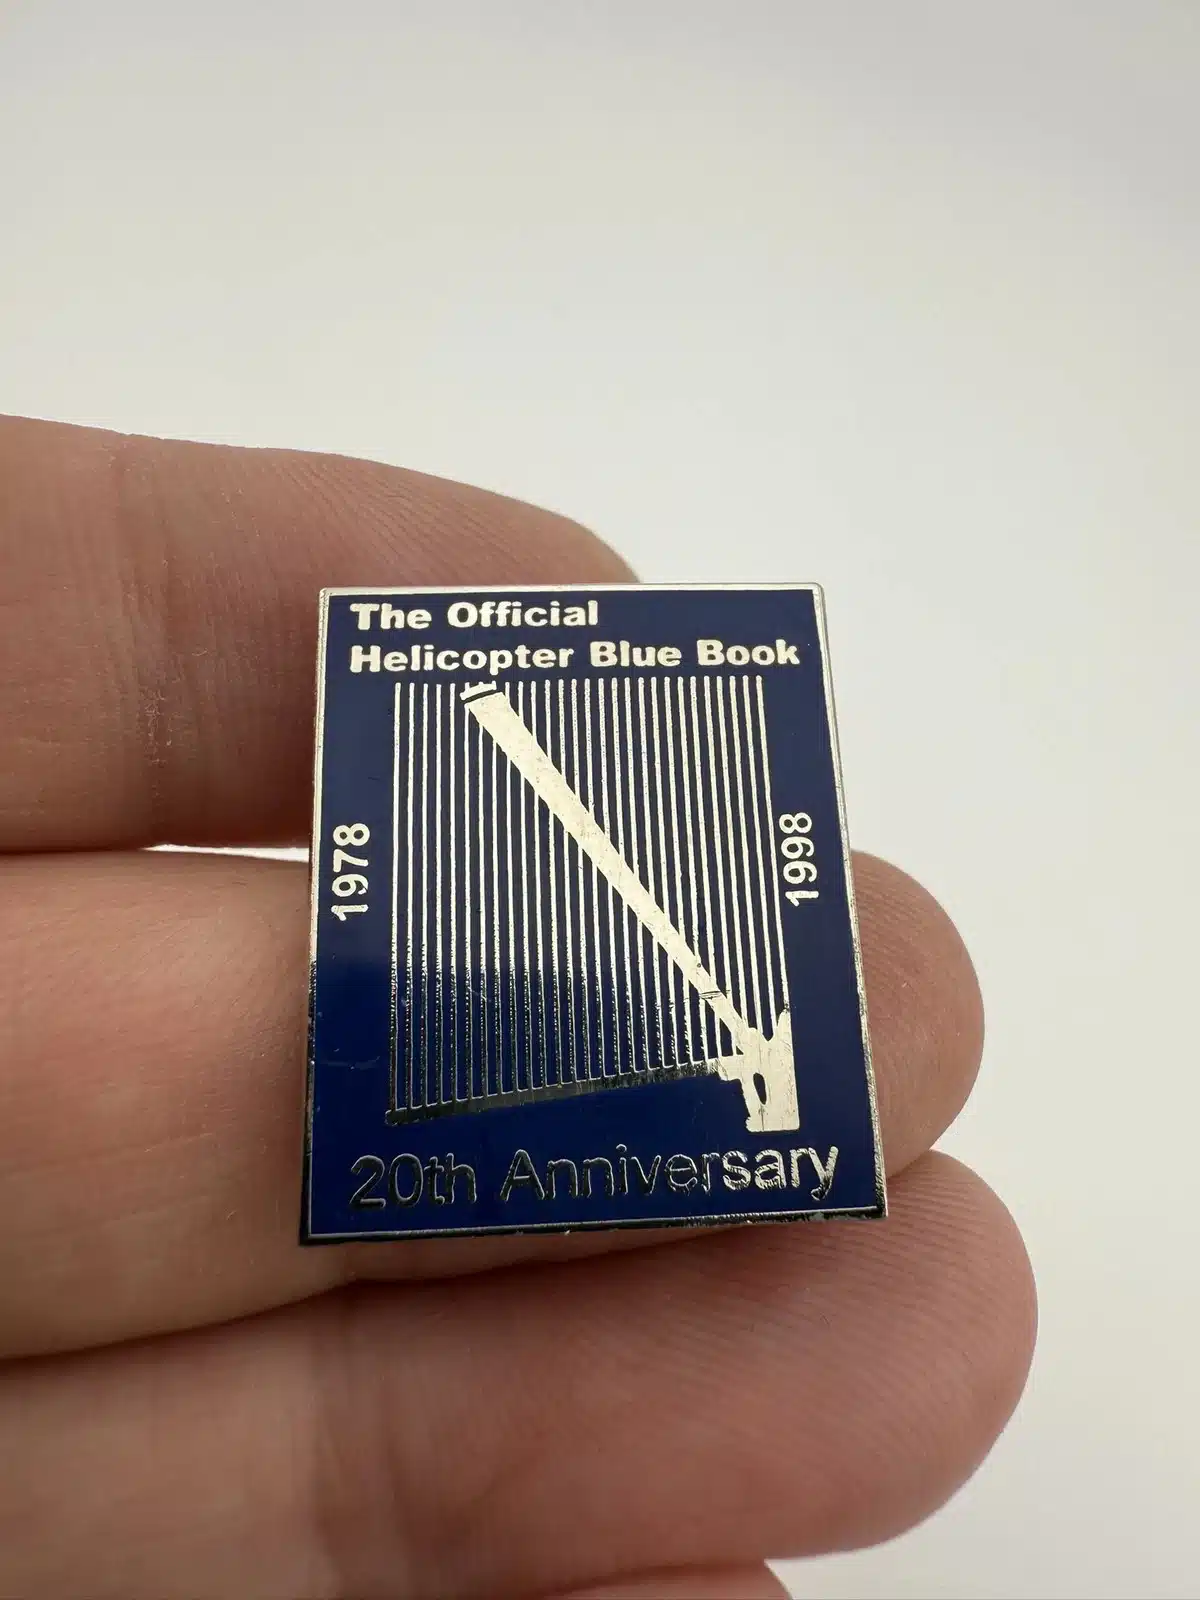 The Official
Helicopter Blue Book
1978
1998
20th Anniversary